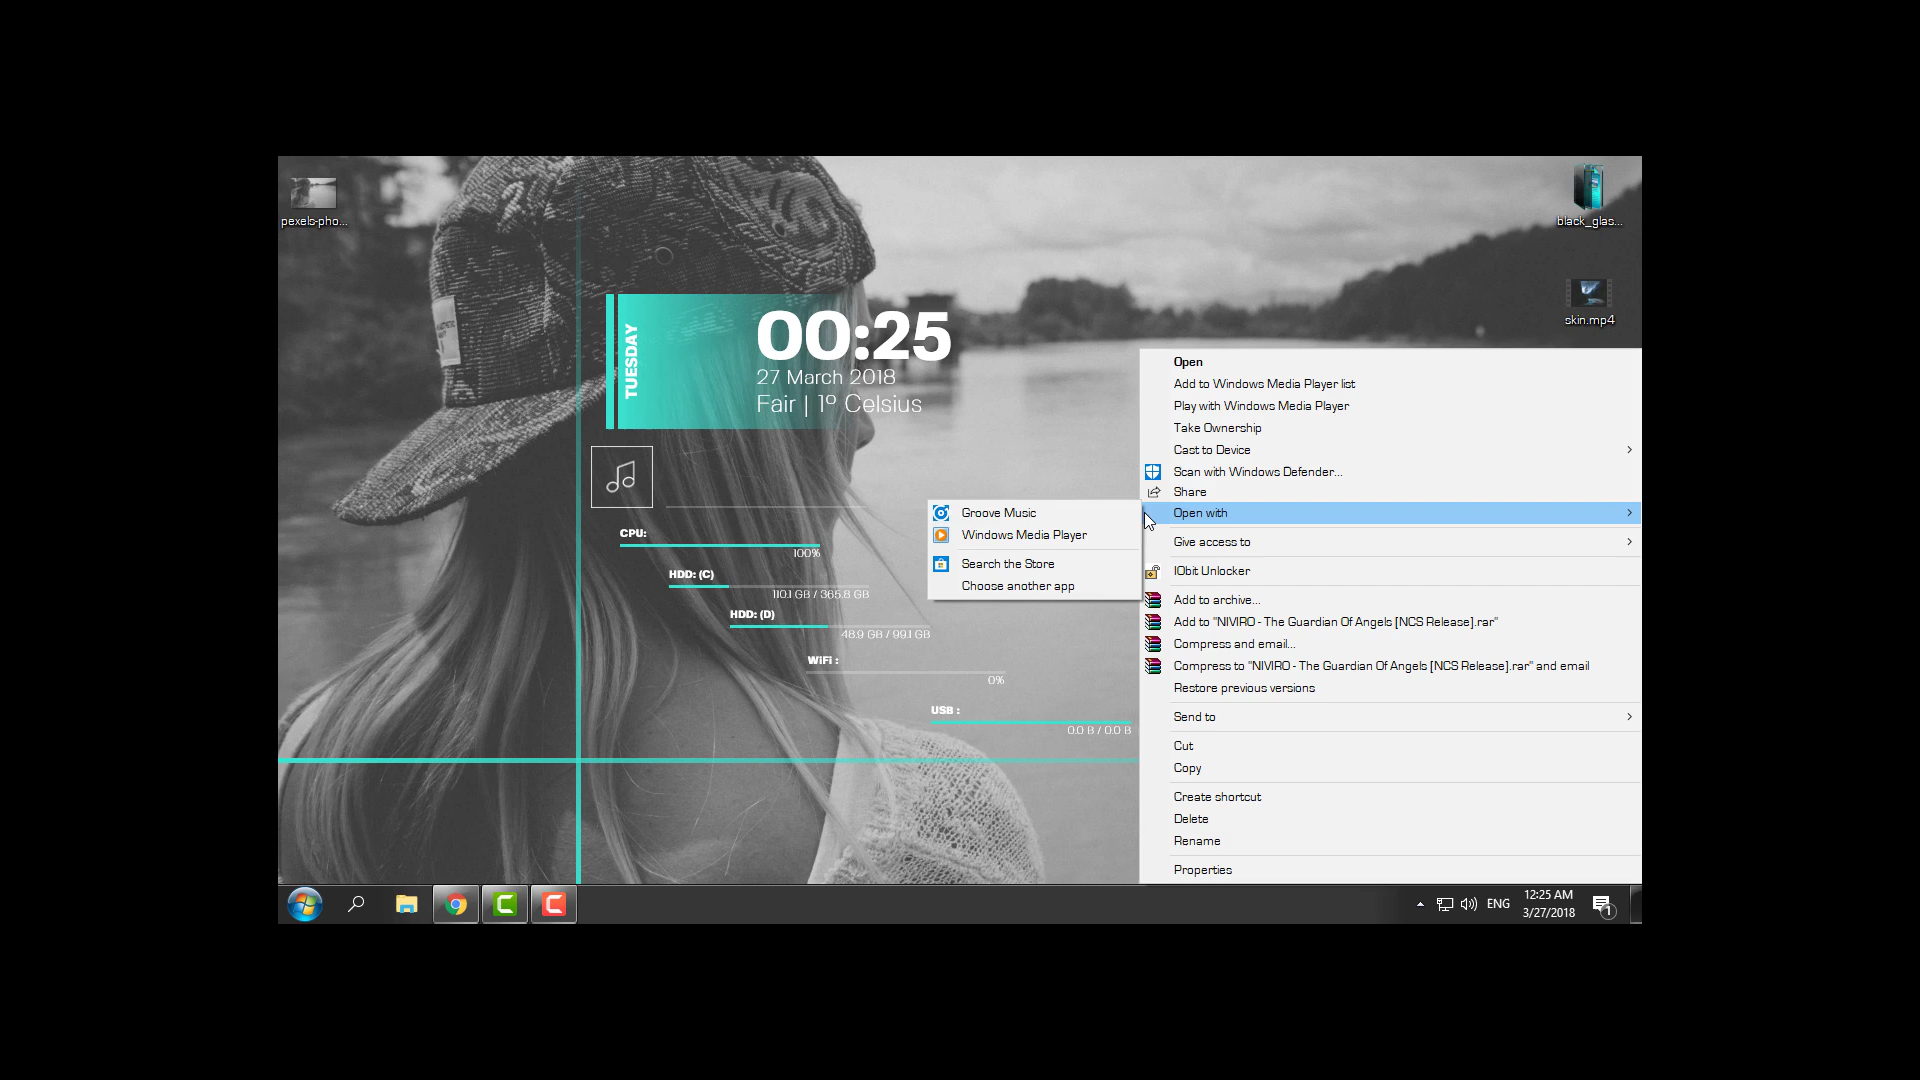 pexels-pho...
black_glas...
skin.mp4
TUESDAY
00:25
27 March 2018
Fair | 1º Celsius
CPU:
100%
HDD: (C)
110.1 GB / 365.8 GB
HDD: (D)
48.9 GB / 99.1 GB
WiFi :
0%
USB :
0.0 B / 0.0 B
Groove Music
Windows Media Player
Search the Store
Choose another app
Open
Add to Windows Media Player list
Play with Windows Media Player
Take Ownership
Cast to Device
Scan with Windows Defender...
Share
Open with
Give access to
IObit Unlocker
Add to archive...
Add to "NIVIRO - The Guardian Of Angels [NCS Release].rar"
Compress and email...
Compress to "NIVIRO - The Guardian Of Angels [NCS Release].rar" and email
Restore previous versions
Send to
Cut
Copy
Create shortcut
Delete
Rename
Properties
ENG
12:25 AM
3/27/2018
1